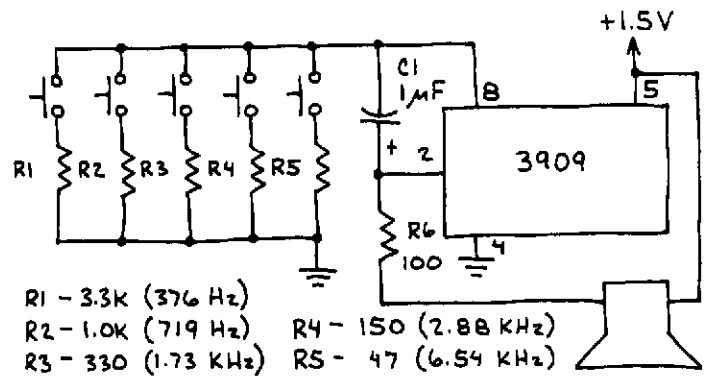 +1.5V
C1
1µF
8
5
+
2
3909
R1 R2 R3 R4 R5
R6
100
4
R1 - 3.3K (376 Hz)
R2 - 1.0K (719 Hz) R4 - 150 (2.88 KHz)
R3 - 330 (1.73 KHz) R5 - 47 (6.54 KHz)